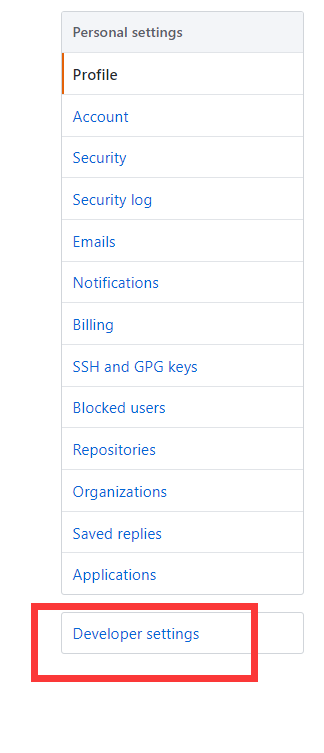 Personal settings
Profile
Account
Security
Security log
Emails
Notifications
Billing
SSH and GPG keys
Blocked users
Repositories
Organizations
Saved replies
Applications
Developer settings